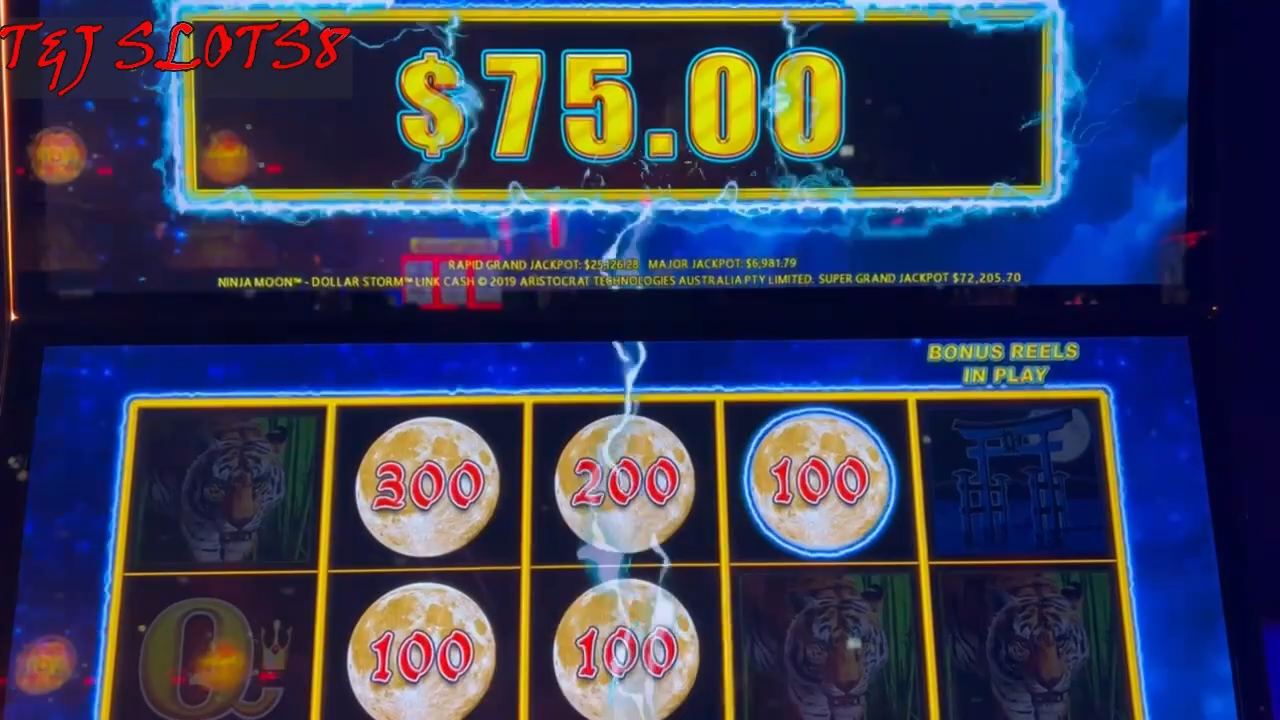 T&J SLOTS8
$75.00
RAPID GRAND JACKPOT: $25,126.28 MAJOR JACKPOT: $6,981.79
NINJA MOON™ - DOLLAR STORM™ LINK CASH © 2019 ARISTOCRAT TECHNOLOGIES AUSTRALIA PTY LIMITED. SUPER GRAND JACKPOT $72,205.70
BONUS REELS
IN PLAY
300 200 100
Q 100 100